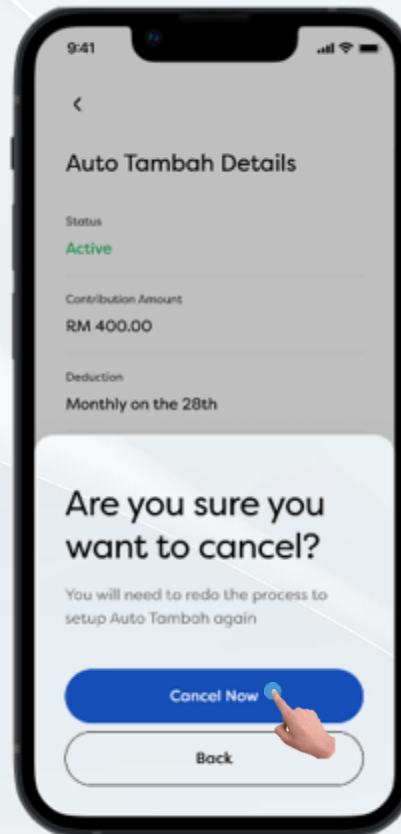 9:41
Auto Tambah Details
Status
Active
Contribution Amount
RM 400.00
Deduction
Monthly on the 28th
Are you sure you
want to cancel?
You will need to redo the process to
setup Auto Tambah again
Cancel Now
Back